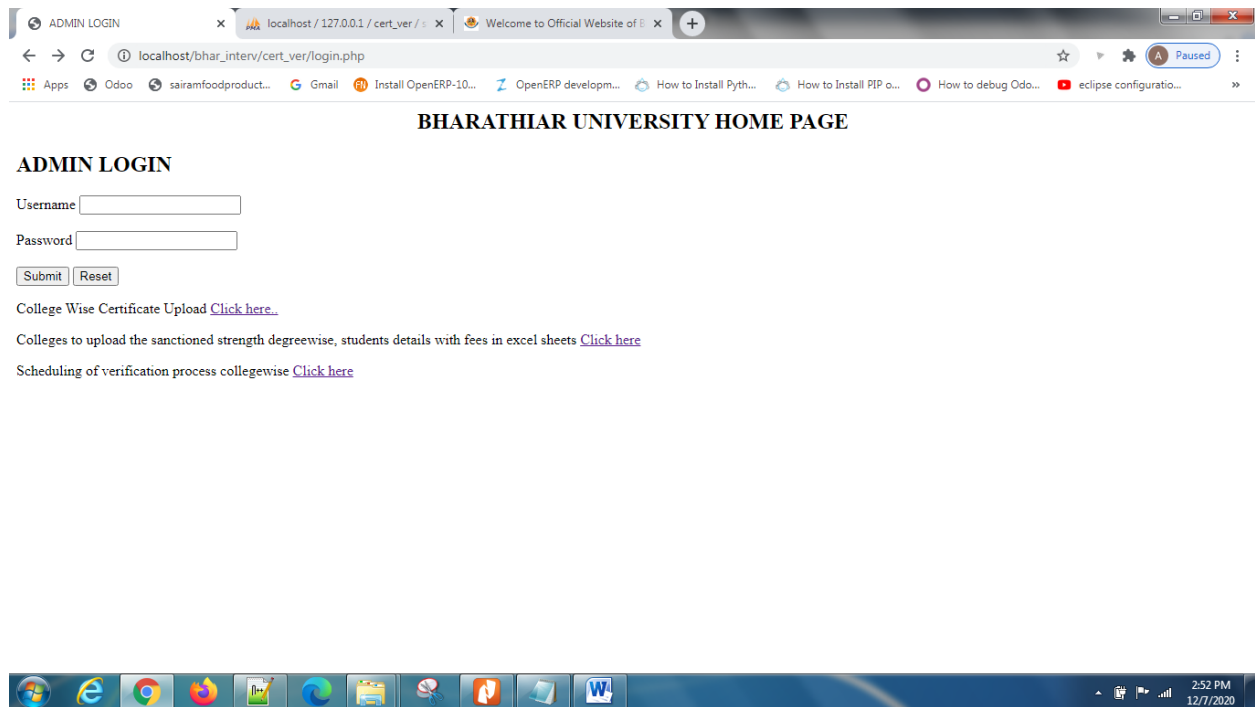 ADMIN LOGIN
localhost / 127.0.0.1 / cert_ver / s
Welcome to Official Website of B
localhost/bhar_interv/cert_ver/login.php
A Paused
Apps Odoo sairamfoodproduct... Gmail Install OpenERP-10... OpenERP developm... How to Install Pyth... How to Install PIP o... How to debug Odo... eclipse configuratio... »
BHARATHIAR UNIVERSITY HOME PAGE
ADMIN LOGIN
Username
Password
Submit Reset
College Wise Certificate Upload Click here..
Colleges to upload the sanctioned strength degreewise, students details with fees in excel sheets Click here
Scheduling of verification process collegewise Click here
2:52 PM
12/7/2020